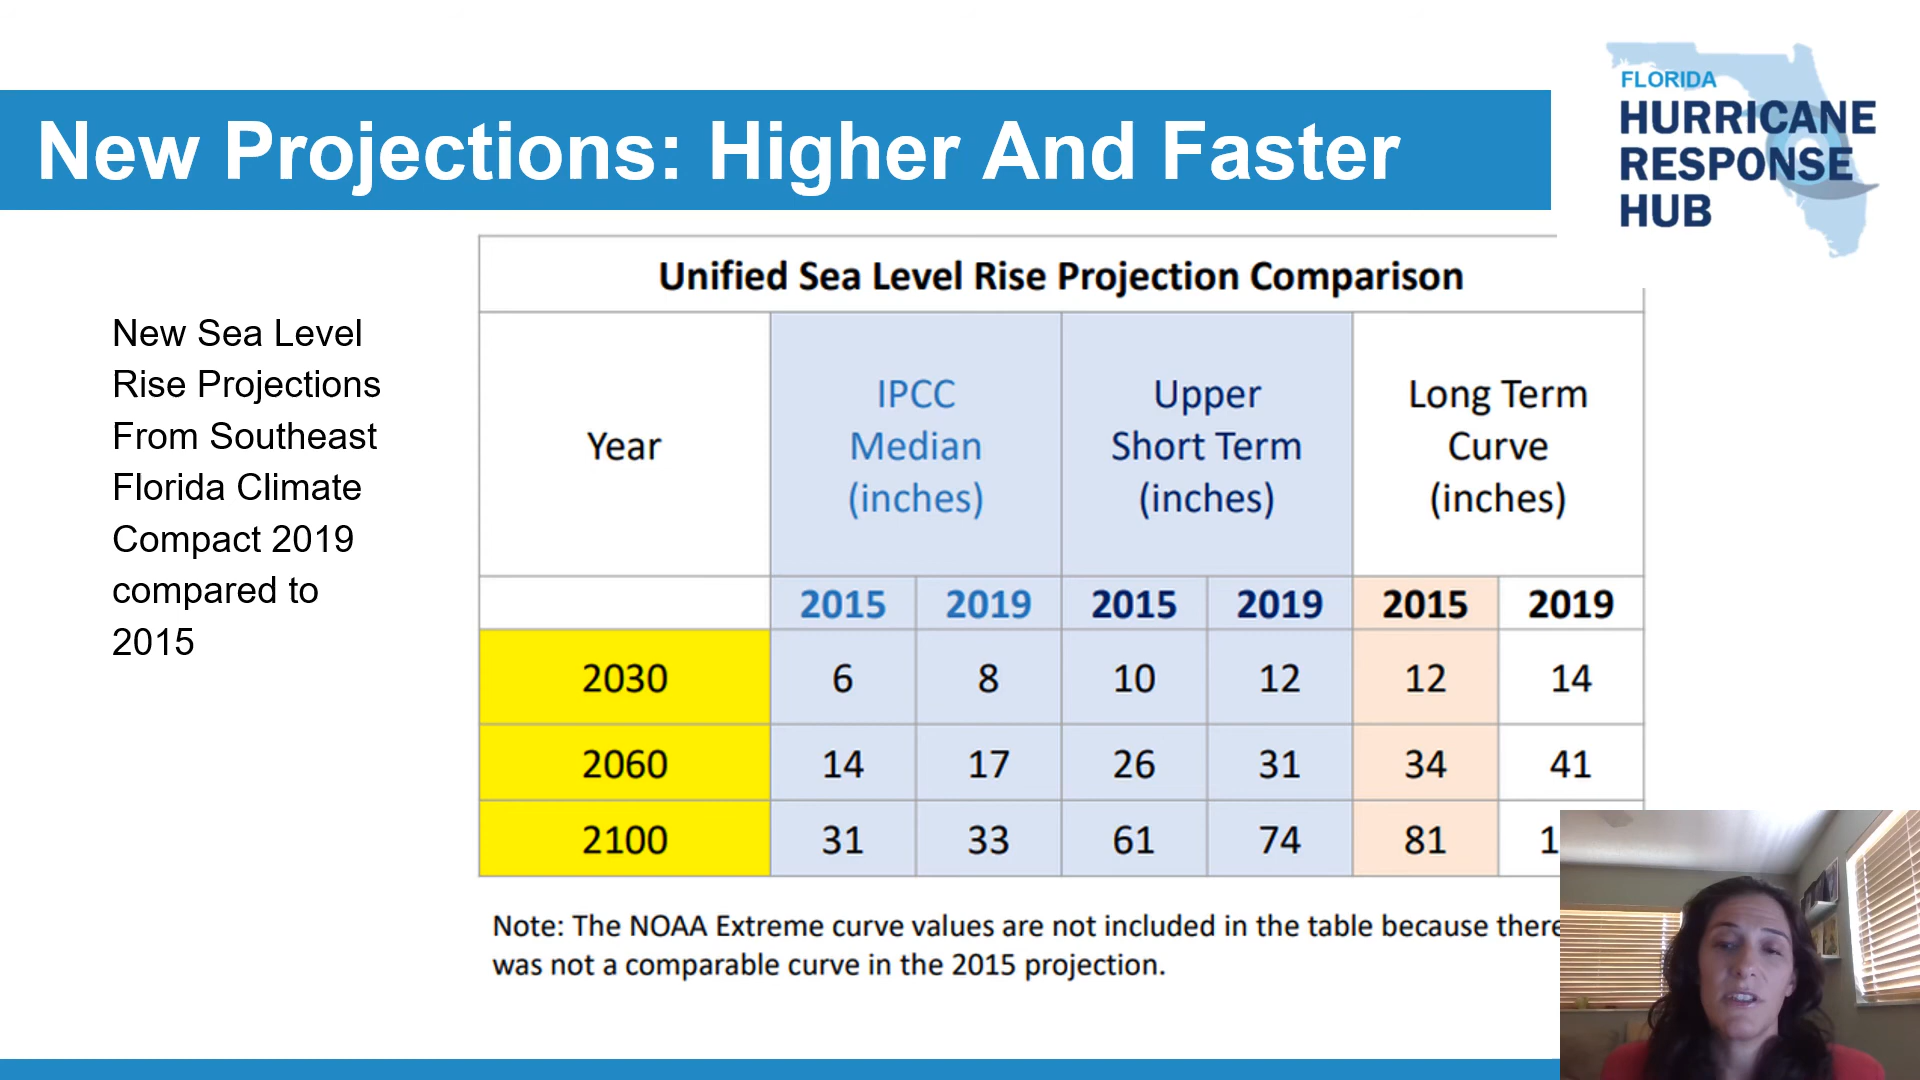 FLORIDA
HURRICANE
RESPONSE
HUB
New Projections: Higher And Faster
New Sea Level
Rise Projections
From Southeast
Florida Climate
Compact 2019
compared to
2015
Unified Sea Level Rise Projection Comparison
Year
IPCC
Median
(inches)
Upper
Short Term
(inches)
Long Term
Curve
(inches)
2015 2019 2015 2019 2015 2019
2030 6 8 10 12 12 14
2060 14 17 26 31 34 41
2100 31 33 61 74 81
Note: The NOAA Extreme curve values are not included in the table because there
was not a comparable curve in the 2015 projection.